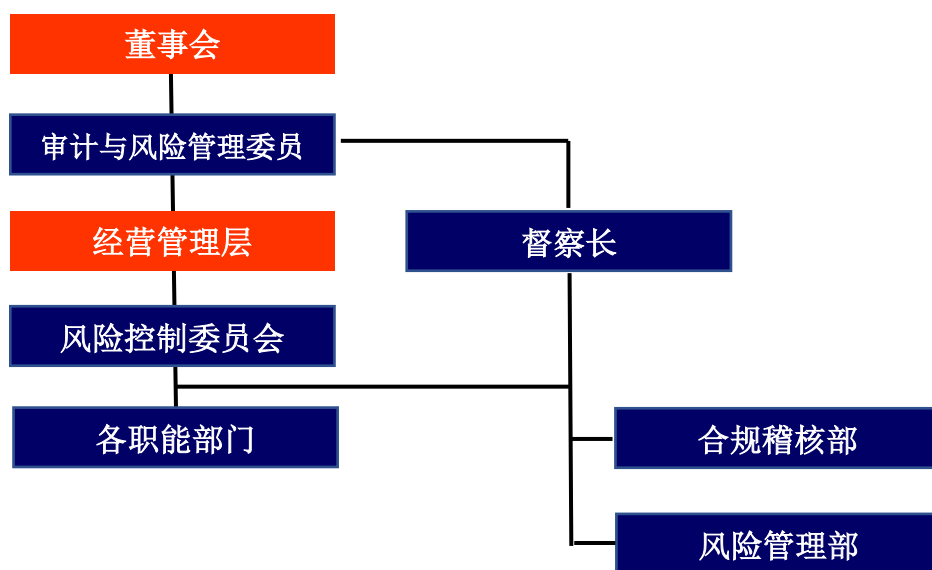 董事会
审计与风险管理委员
经营管理层
督察长
风险控制委员会
各职能部门
合规稽核部
风险管理部